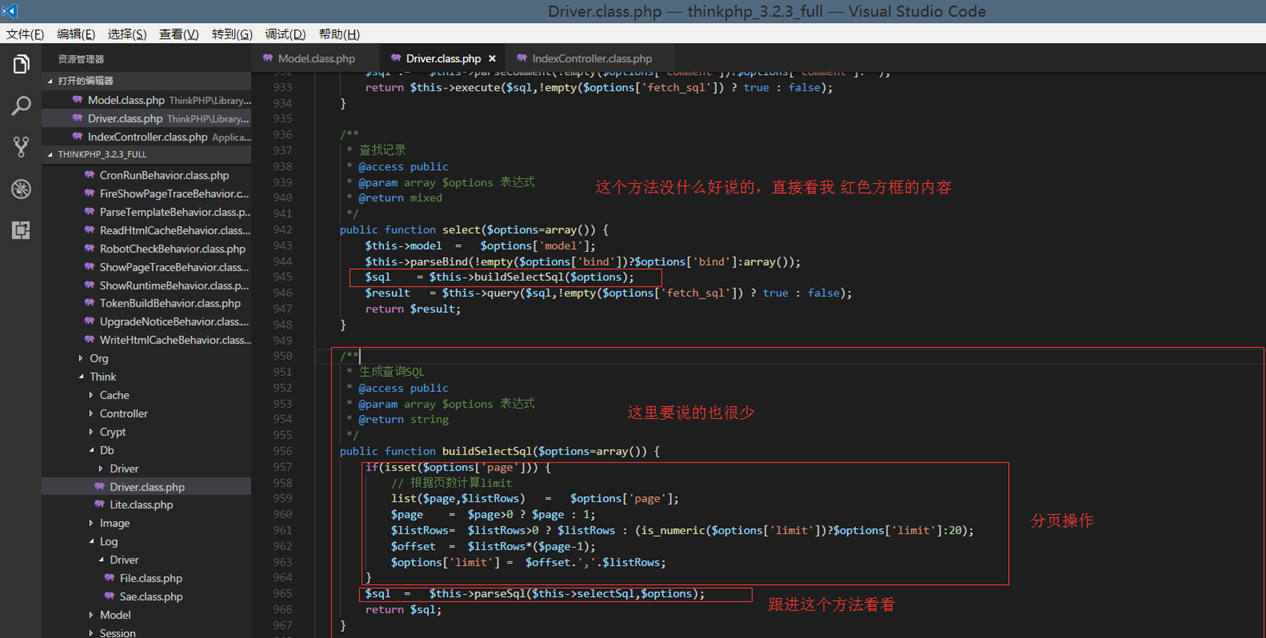 Driver.class.php — thinkphp_3.2.3_full — Visual Studio Code
文件(F) 编辑(E) 选择(S) 查看(V) 转到(G) 调试(D) 帮助(H)
资源管理器
打开的编辑器
Model.class.php ThinkPHP\Library...
Driver.class.php ThinkPHP\Library...
IndexController.class.php Applica...
THINKPHP_3.2.3_FULL
CronRunBehavior.class.php
FireShowPageTraceBehavior.c...
ParseTemplateBehavior.class.p...
ReadHtmlCacheBehavior.class....
RobotCheckBehavior.class.php
ShowPageTraceBehavior.class....
ShowRuntimeBehavior.class.p...
TokenBuildBehavior.class.php
UpgradeNoticeBehavior.class....
WriteHtmlCacheBehavior.class...
Org
Think
Cache
Controller
Crypt
Db
Driver
Driver.class.php
Lite.class.php
Image
Log
Driver
File.class.php
Sae.class.php
Model
Session
Model.class.php Driver.class.php × IndexController.class.php
932 $sql .= $this->parseComment(!empty($options['comment'])?$options['comment']:'');
933 return $this->execute($sql,!empty($options['fetch_sql']) ? true : false);
934 }
935
936 /**
937 * 查找记录
938 * @access public
939 * @param array $options 表达式
940 * @return mixed
941 */
这个方法没什么好说的，直接看我 红色方框的内容
942 public function select($options=array()) {
943 $this->model = $options['model'];
944 $this->parseBind(!empty($options['bind'])?$options['bind']:array());
945 $sql = $this->buildSelectSql($options);
946 $result = $this->query($sql,!empty($options['fetch_sql']) ? true : false);
947 return $result;
948 }
949
950 /**
951 * 生成查询SQL
952 * @access public
953 * @param array $options 表达式
954 * @return string
955 */
这里要说的也很少
956 public function buildSelectSql($options=array()) {
957 if(isset($options['page'])) {
958 // 根据页数计算limit
959 list($page,$listRows) = $options['page'];
960 $page = $page>0 ? $page : 1;
961 $listRows= $listRows>0 ? $listRows : (is_numeric($options['limit'])?$options['limit']:20);
962 $offset = $listRows*($page-1);
963 $options['limit'] = $offset.','.$listRows;
964 }
分页操作
965 $sql = $this->parseSql($this->selectSql,$options);
966 return $sql;
967 }
跟进这个方法看看